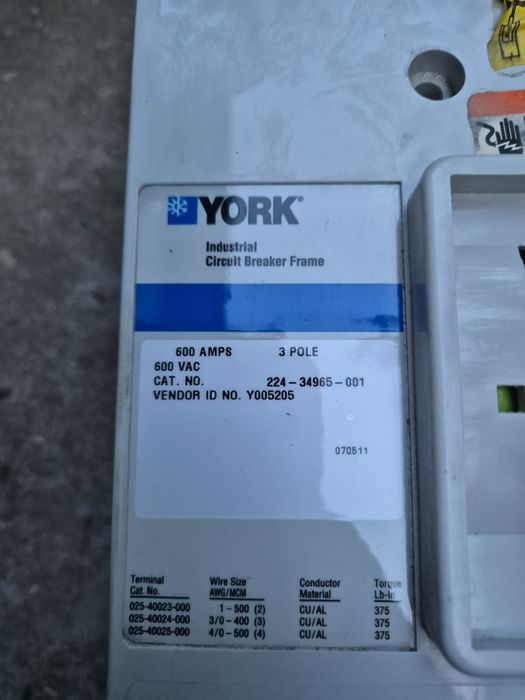 YORK®
Industrial
Circuit Breaker Frame
600 AMPS 3 POLE
600 VAC
CAT. NO. 224-34965-001
VENDOR ID NO. Y005205
070511
Terminal Wire Size Conductor Torque
Cat. No. AWG/MCM Material Lb-In
025-40023-000 1 - 500 (2) CU/AL 375
025-40024-000 3/0 - 400 (3) CU/AL 375
025-40025-000 4/0 - 500 (4) CU/AL 375